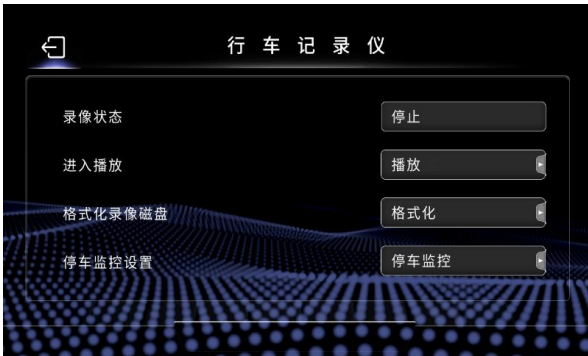 行车记录仪
录像状态 停止
进入播放 播放
格式化录像磁盘 格式化
停车监控设置 停车监控